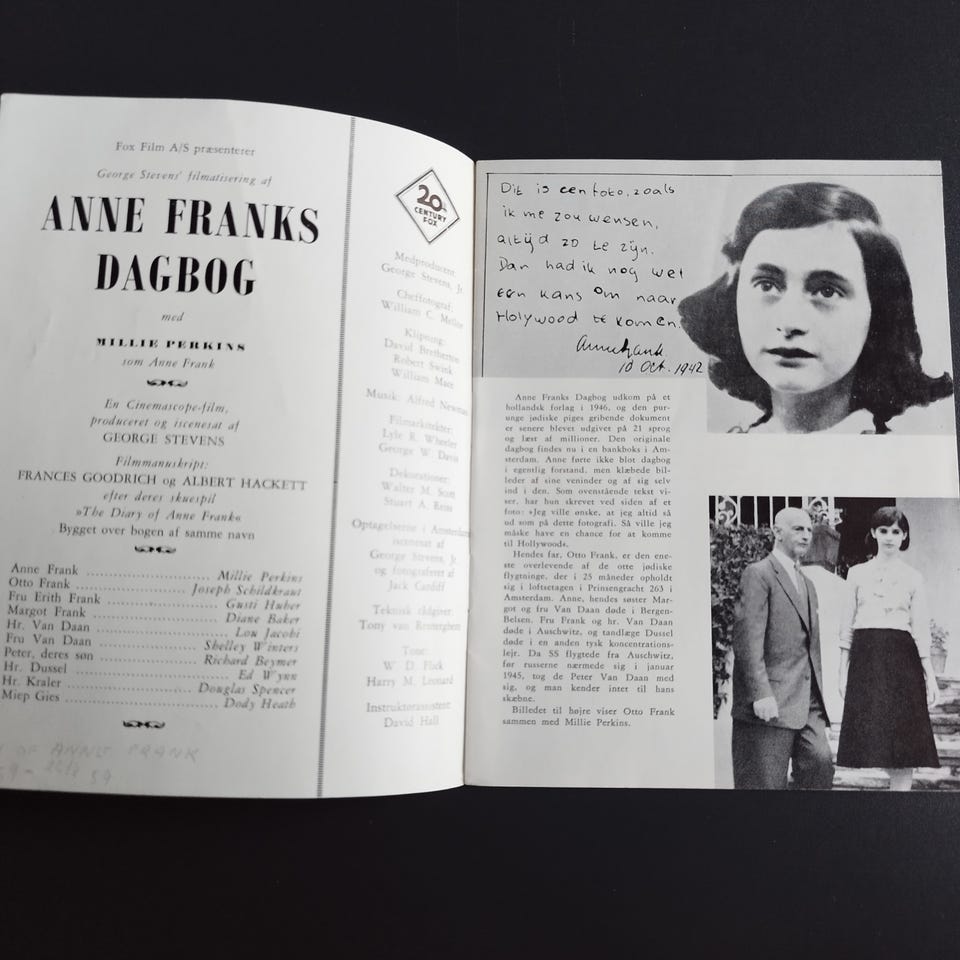 Fox Film A/S præsenterer
George Stevens' filmatisering af
ANNE FRANKS
DAGBOG
med
MILLIE PERKINS
som Anne Frank
En Cinemascope-film,
produceret og iscenesat af
GEORGE STEVENS
Filmmanuskript:
FRANCES GOODRICH og ALBERT HACKETT
efter deres skuespil
»The Diary of Anne Frank«
Bygget over bogen af samme navn
Anne Frank ........ Millie Perkins
Otto Frank ........ Joseph Schildkraut
Fru Erith Frank ........ Gusti Huber
Margot Frank ........ Diane Baker
Hr. Van Daan ........ Lou Jacobi
Fru Van Daan ........ Shelley Winters
Peter, deres søn ........ Richard Beymer
Hr. Dussel ........ Ed Wynn
Hr. Kraler ........ Douglas Spencer
Miep Gies ........ Dody Heath
OF ANNE FRANK
59
20th
CENTURY
FOX
Medproducent:
George Stevens, Jr.
Cheffotograf:
William C. Mellor
Klipning:
David Bretherton
Robert Swink
William Mace
Musik: Alfred Newman
Filmarkitekter:
Lyle R. Wheeler
George W. Davis
Dekorationer:
Walter M. Scott
Stuart A. Reiss
Optagelserne i Amsterdam
iscenesat af
George Stevens, Jr.
og fotograferet af
Jack Cardiff
Teknisk rådgiver:
Tony van Renterghem
Tone:
W. D. Flick
Harry M. Leonard
Instruktørassistent:
David Hall
Dit is een foto, zoals
ik me zou wensen,
altijd zo te zijn.
Dan had ik nog wel
een kans om naar
Holywood te komen.
Anne Frank.
10 Oct. 1942
Anne Franks Dagbog udkom på et
hollandsk forlag i 1946, og den pur-
unge jødiske piges gribende dokument
er senere blevet udgivet på 21 sprog
og læst af millioner. Den originale
dagbog findes nu i en bankboks i Am-
sterdam. Anne førte ikke blot dagbog
i egentlig forstand, men klæbede bil-
leder af sine veninder og af sig selv
ind i den. Som ovenstående tekst vi-
ser, har hun skrevet ved siden af et
foto: »Jeg ville ønske, at jeg altid så
ud som på dette fotografi. Så ville jeg
måske have en chance for at komme
til Hollywood«.
Hendes far, Otto Frank, er den ene-
ste overlevende af de otte jødiske
flygtninge, der i 25 måneder opholdt
sig i loftsetagen i Prinsengracht 263 i
Amsterdam. Anne, hendes søster Mar-
got og fru Van Daan døde i Bergen-
Belsen. Fru Frank og hr. Van Daan
døde i Auschwitz, og tandlæge Dussel
døde i en anden tysk koncentrations-
lejr. Da SS flygtede fra Auschwitz,
før russerne nærmede sig i januar
1945, tog de Peter Van Daan med
sig, og man kender intet til hans
skæbne.
Billedet til højre viser Otto Frank
sammen med Millie Perkins.